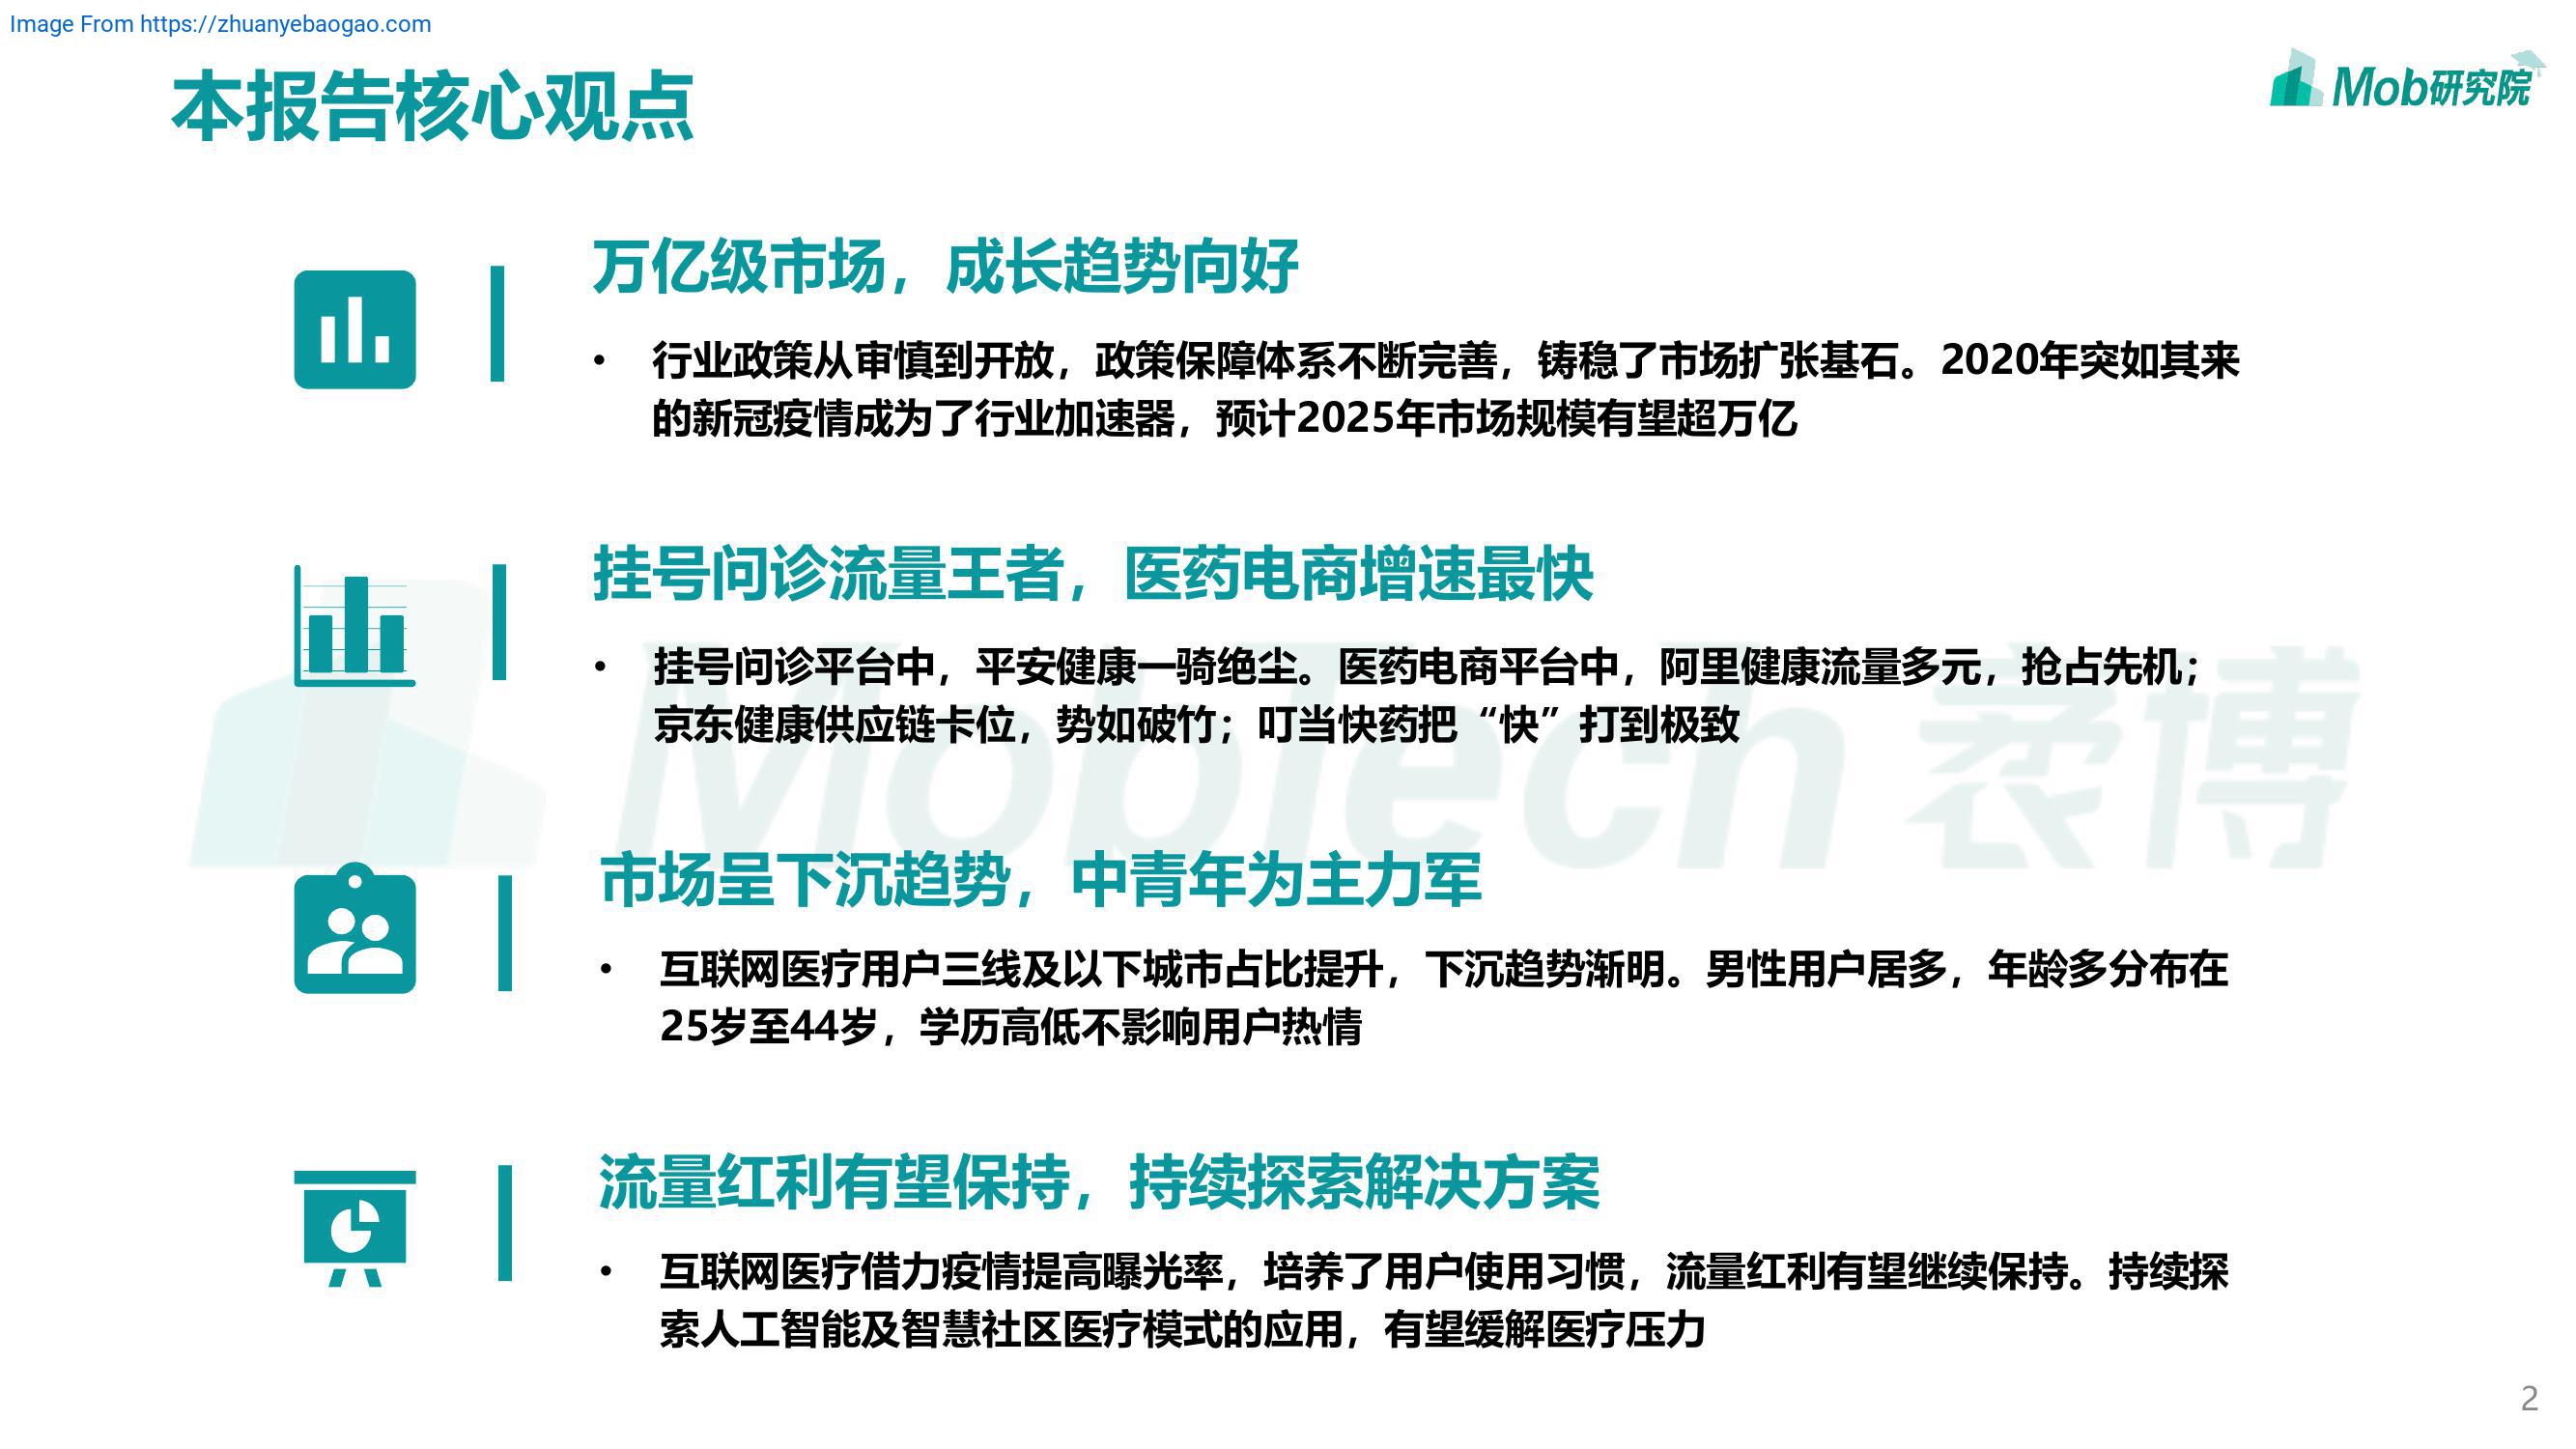 Image From https://zhuanyebaogao.com
本报告核心观点
Mob研究院
万亿级市场，成长趋势向好
• 行业政策从审慎到开放，政策保障体系不断完善，铸稳了市场扩张基石。2020年突如其来
的新冠疫情成为了行业加速器，预计2025年市场规模有望超万亿
挂号问诊流量王者，医药电商增速最快
• 挂号问诊平台中，平安健康一骑绝尘。医药电商平台中，阿里健康流量多元，抢占先机；
京东健康供应链卡位，势如破竹；叮当快药把“快”打到极致
MobTech 袤博
市场呈下沉趋势，中青年为主力军
• 互联网医疗用户三线及以下城市占比提升，下沉趋势渐明。男性用户居多，年龄多分布在
25岁至44岁，学历高低不影响用户热情
流量红利有望保持，持续探索解决方案
• 互联网医疗借力疫情提高曝光率，培养了用户使用习惯，流量红利有望继续保持。持续探
索人工智能及智慧社区医疗模式的应用，有望缓解医疗压力
2